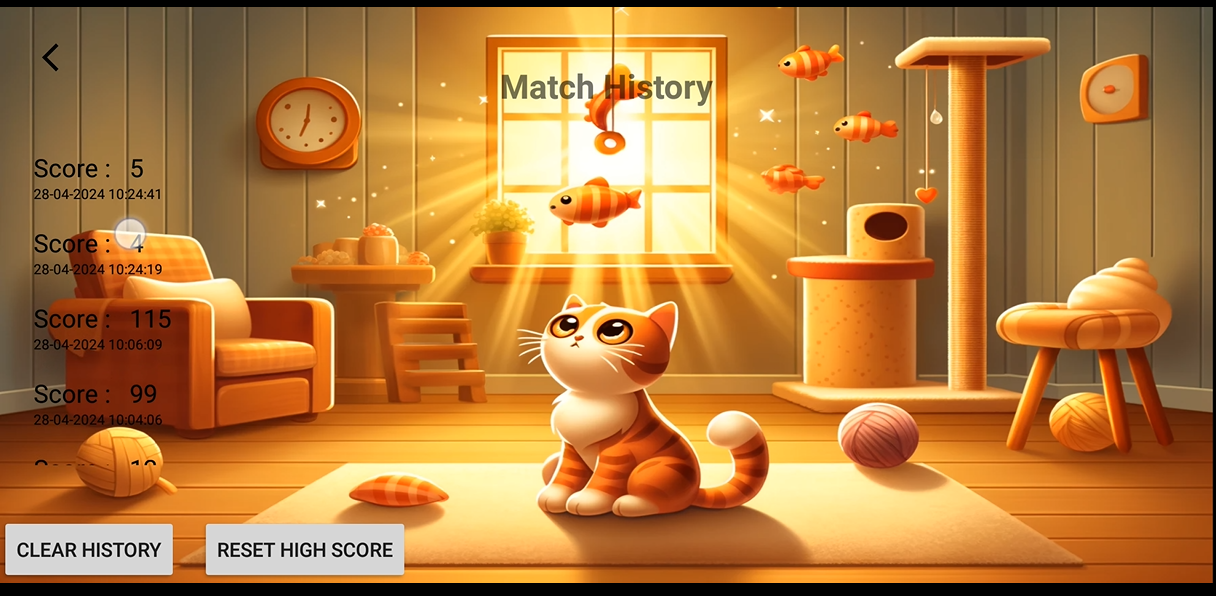 Match History
Score : 5
28-04-2024 10:24:41
Score : 4
28-04-2024 10:24:19
Score : 115
28-04-2024 10:06:09
Score : 99
28-04-2024 10:04:06
CLEAR HISTORY
RESET HIGH SCORE